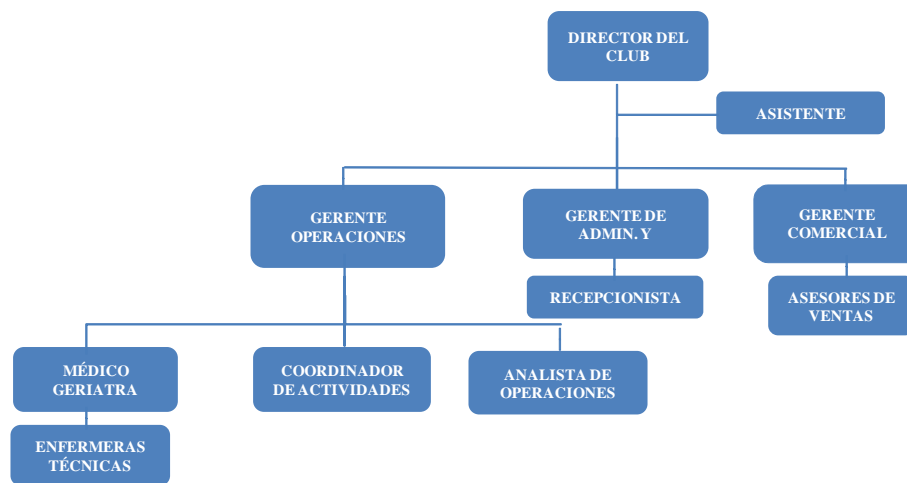 DIRECTOR DEL
CLUB
ASISTENTE
GERENTE
OPERACIONES
GERENTE DE
ADMIN. Y
GERENTE
COMERCIAL
RECEPCIONISTA
ASESORES DE
VENTAS
MÉDICO
GERIATRA
COORDINADOR
DE ACTIVIDADES
ANALISTA DE
OPERACIONES
ENFERMERAS
TÉCNICAS